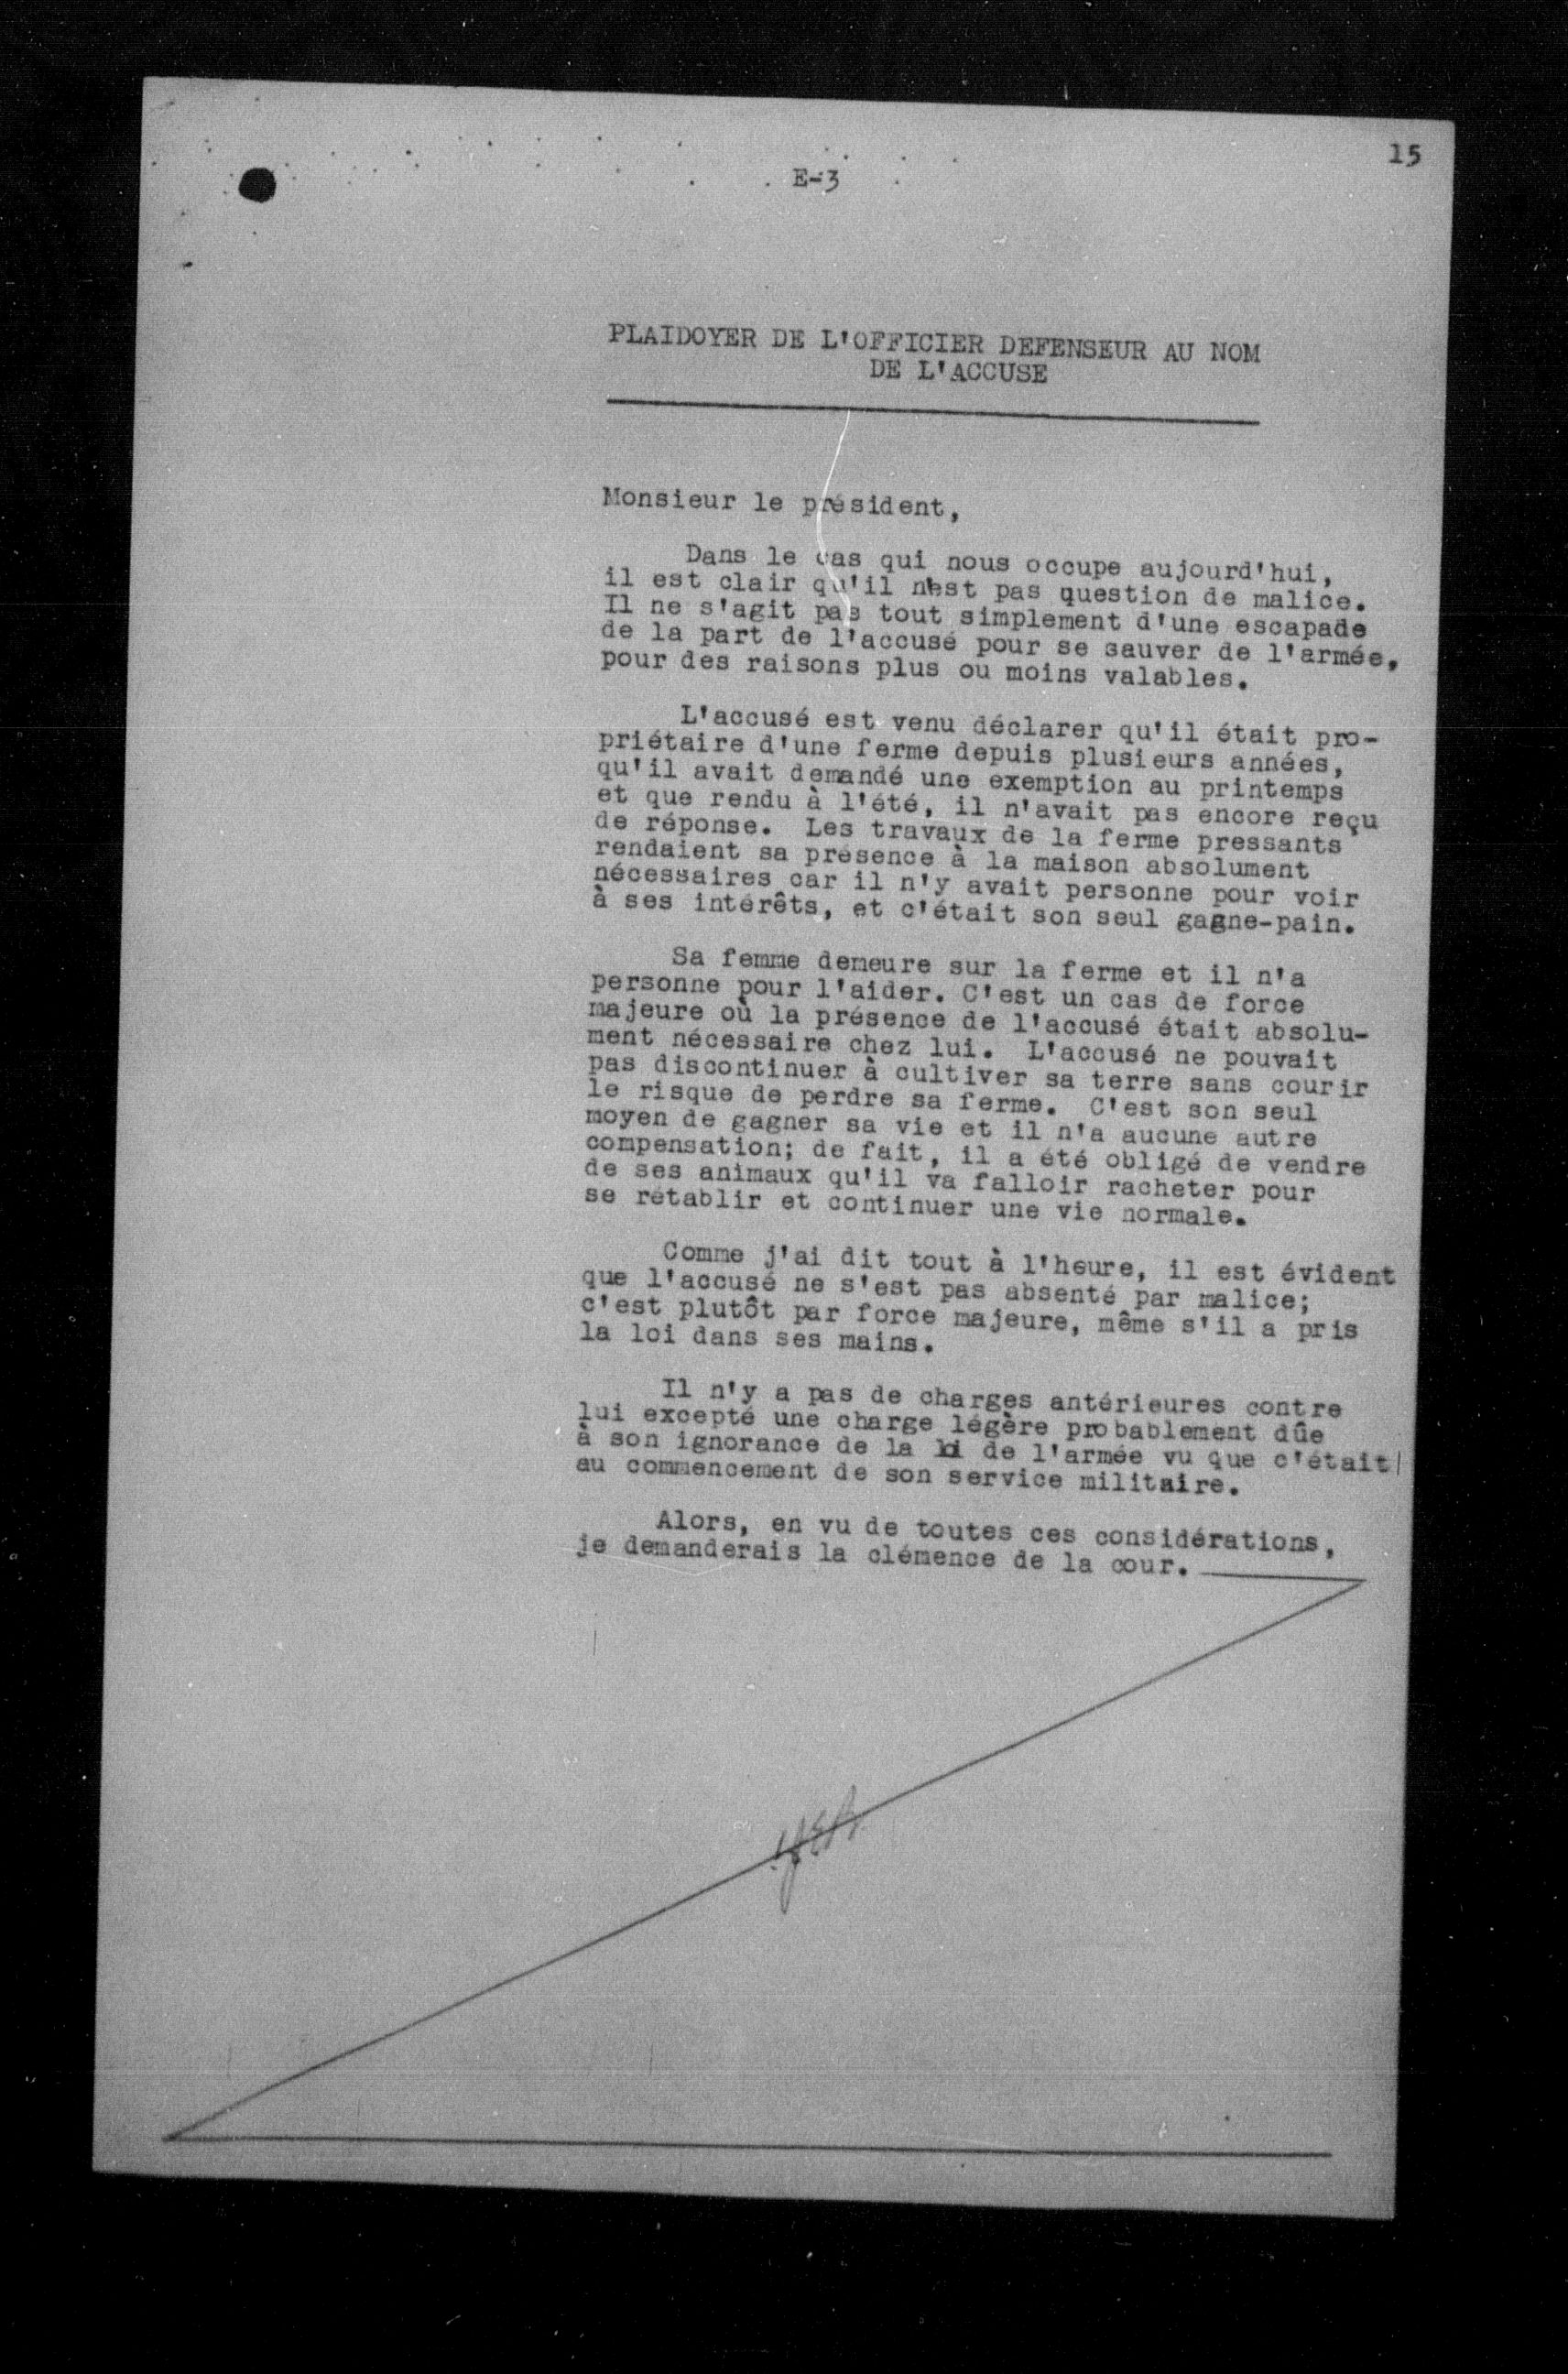 15
E-3
PLAIDOYER DE L'OFFICIER DEFENSEUR AU NOM
DE L'ACCUSE
Monsieur le président,
Dans le cas qui nous occupe aujourd'hui,
il est clair qu'il n'est pas question de malice.
Il ne s'agit pas tout simplement d'une escapade
de la part de l'accusé pour se sauver de l'armée,
pour des raisons plus ou moins valables.
L'accusé est venu déclarer qu'il était pro-
priétaire d'une ferme depuis plusieurs années,
qu'il avait demandé une exemption au printemps
et que rendu à l'été, il n'avait pas encore reçu
de réponse. Les travaux de la ferme pressants
rendaient sa présence à la maison absolument
nécessaires car il n'y avait personne pour voir
à ses intérêts, et c'était son seul gagne-pain.
Sa femme demeure sur la ferme et il n'a
personne pour l'aider. C'est un cas de force
majeure où la présence de l'accusé était absolu-
ment nécessaire chez lui. L'accusé ne pouvait
pas discontinuer à cultiver sa terre sans courir
le risque de perdre sa ferme. C'est son seul
moyen de gagner sa vie et il n'a aucune autre
compensation; de fait, il a été obligé de vendre
de ses animaux qu'il va falloir racheter pour
se rétablir et continuer une vie normale.
Comme j'ai dit tout à l'heure, il est évident
que l'accusé ne s'est pas absenté par malice;
c'est plutôt par force majeure, même s'il a pris
la loi dans ses mains.
Il n'y a pas de charges antérieures contre
lui excepté une charge légère probablement dûe
à son ignorance de la loi de l'armée vu que c'était
au commencement de son service militaire.
Alors, en vu de toutes ces considérations,
je demanderais la clémence de la cour.